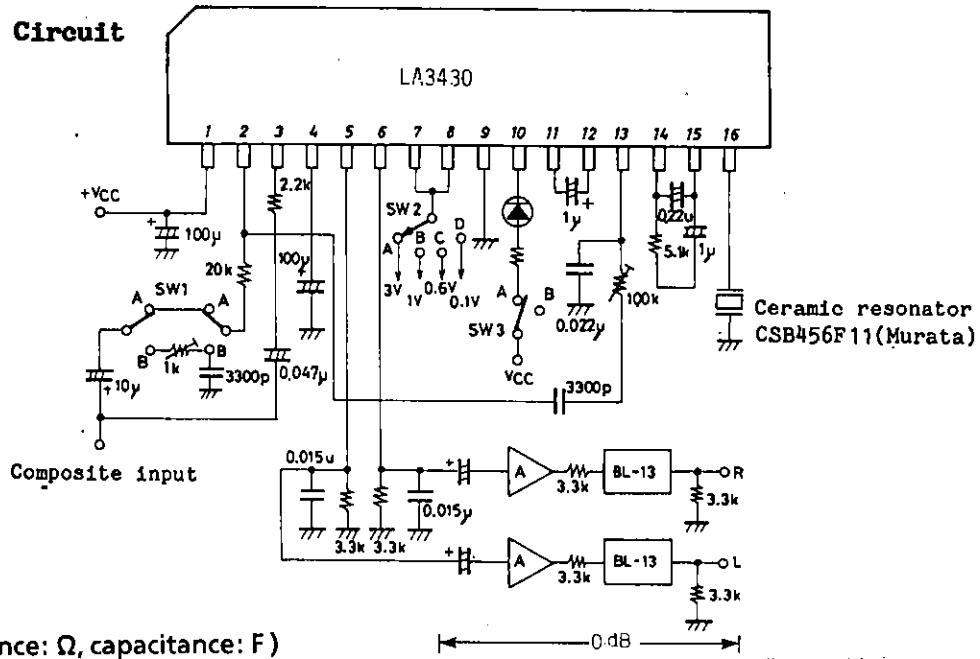 Circuit
LA3430
1 2 3 4 5 6 7 8 9 10 11 12 13 14 15 16
+VCC
100μ
2.2k
20k
100μ
SW2
A B C D
3V 1V 0.6V 0.1V
1μ +
0.22u
5.1k
1μ
A SW1 A
B 1k B
3300p
10μ
0.047μ
A B
SW3
VCC
0.022μ
100k
3300p
Ceramic resonator
CSB456F11(Murata)
Composite input
0.015u
0.015μ
3.3k 3.3k
A 3.3k BL-13 R
3.3k
A 3.3k BL-13 L
3.3k
nce: Ω, capacitance: F)
0dB